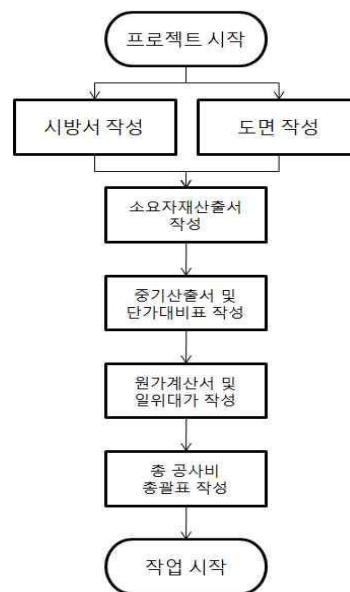 프로젝트 시작
시방서 작성
도면 작성
소요자재산출서
작성
중기산출서 및
단가대비표 작성
원가계산서 및
일위대가 작성
총 공사비
총괄표 작성
작업 시작